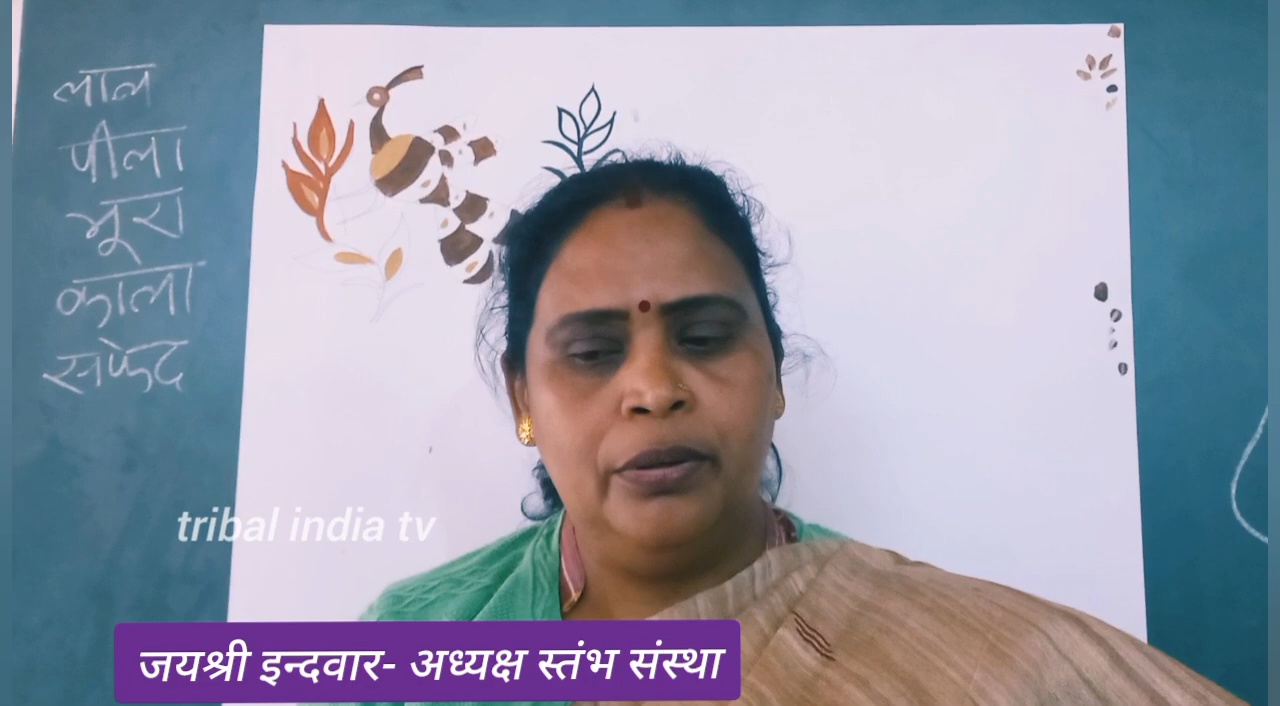 लाल
पीला
भूरा
काला
सफेद
tribal india tv
जयश्री इन्दवार- अध्यक्ष स्तंभ संस्था